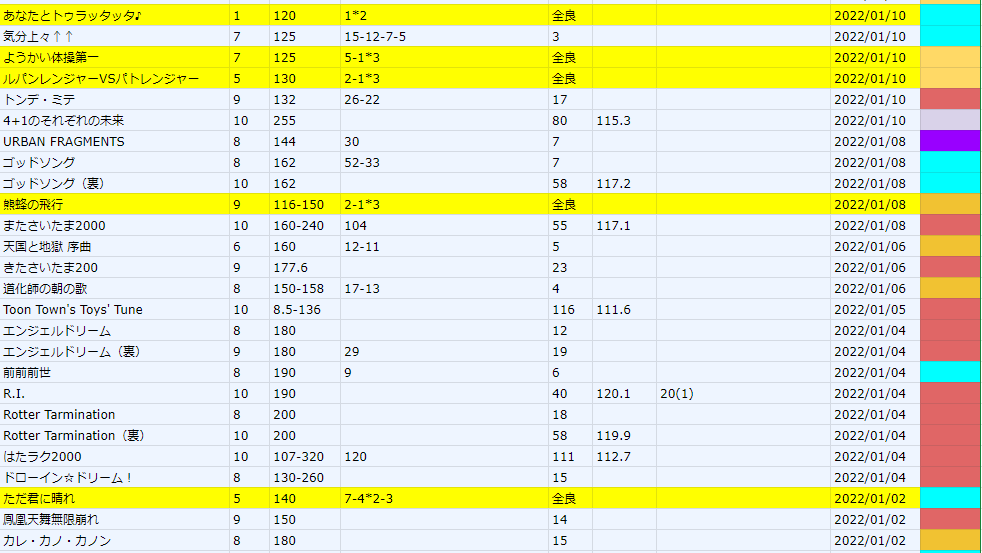 あなたとトゥラッタッタ♪ 1 120 1*2 全良 2022/01/10
気分上々↑↑ 7 125 15-12-7-5 3 2022/01/10
ようかい体操第一 7 125 5-1*3 全良 2022/01/10
ルパンレンジャーVSパトレンジャー 5 130 2-1*3 全良 2022/01/10
トンデ・ミテ 9 132 26-22 17 2022/01/10
4+1のそれぞれの未来 10 255 80 115.3 2022/01/10
URBAN FRAGMENTS 8 144 30 7 2022/01/08
ゴッドソング 8 162 52-33 7 2022/01/08
ゴッドソング（裏） 10 162 58 117.2 2022/01/08
熊蜂の飛行 9 116-150 2-1*3 全良 2022/01/08
またさいたま2000 10 160-240 104 55 117.1 2022/01/08
天国と地獄 序曲 6 160 12-11 5 2022/01/06
きたさいたま200 9 177.6 23 2022/01/06
道化師の朝の歌 8 150-158 17-13 4 2022/01/06
Toon Town's Toys' Tune 10 8.5-136 116 111.6 2022/01/05
エンジェルドリーム 8 180 12 2022/01/04
エンジェルドリーム（裏） 9 180 29 19 2022/01/04
前前前世 8 190 9 6 2022/01/04
R.I. 10 190 40 120.1 20(1) 2022/01/04
Rotter Tarmination 8 200 18 2022/01/04
Rotter Tarmination（裏） 10 200 58 119.9 2022/01/04
はたラク2000 10 107-320 120 111 112.7 2022/01/04
ドローイン☆ドリーム！ 8 130-260 15 2022/01/04
ただ君に晴れ 5 140 7-4*2-3 全良 2022/01/02
鳳凰天舞無限崩れ 9 150 14 2022/01/02
カレ・カノ・カノン 8 180 15 2022/01/02